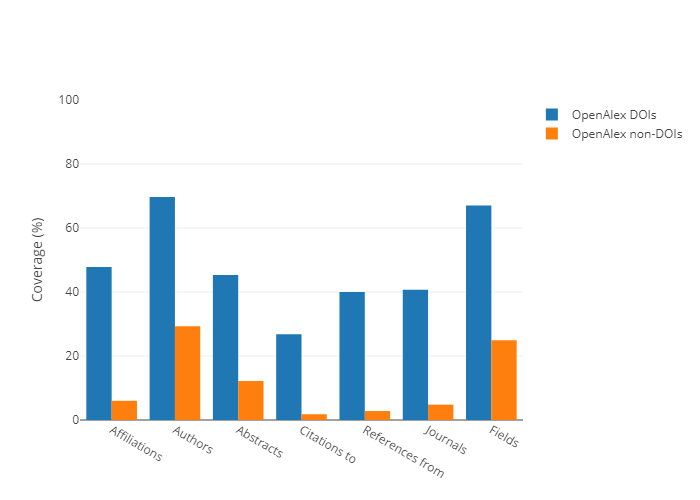 100
80
60
40
20
0
Coverage (%)
Affiliations
Authors
Abstracts
Citations to
References from
Journals
Fields
OpenAlex DOIs
OpenAlex non-DOIs